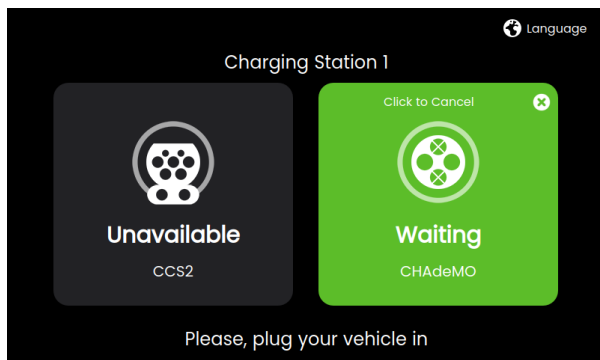 Language
Charging Station 1
Click to Cancel
Unavailable
Waiting
CCS2
CHAdeMO
Please, plug your vehicle in